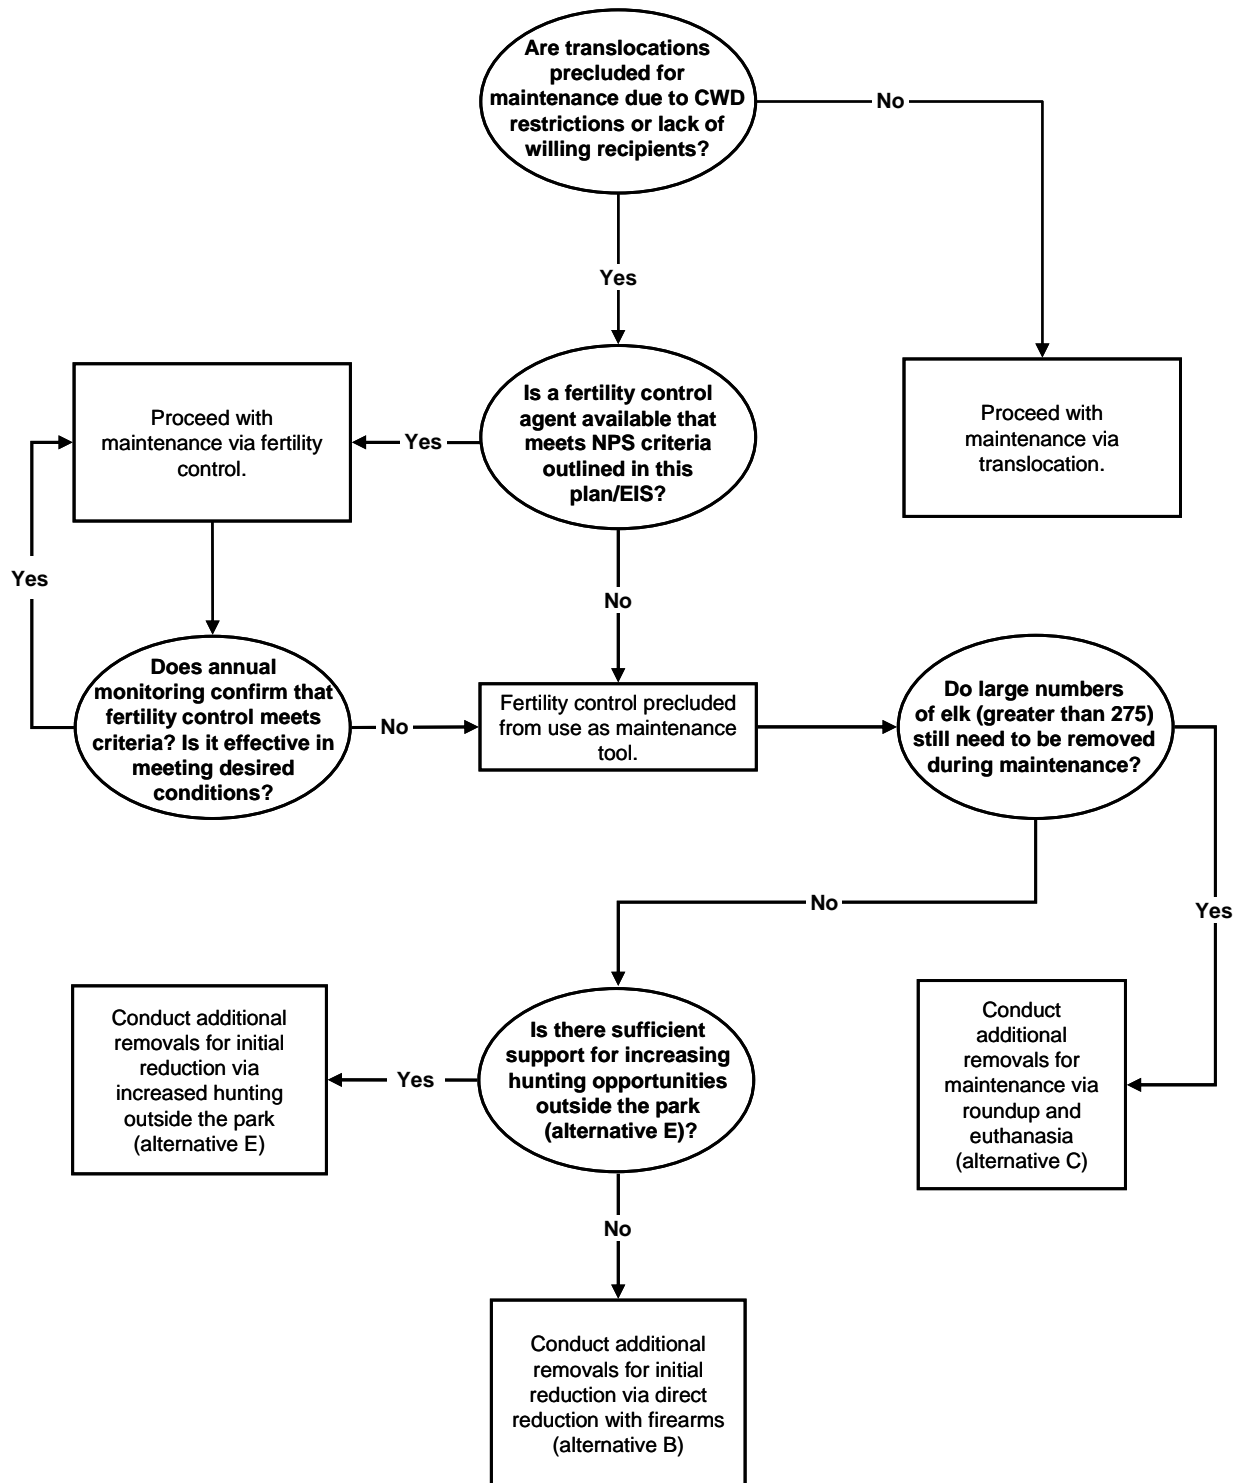 Are translocations
precluded for
maintenance due to CWD
restrictions or lack of
willing recipients?
No
Yes
Proceed with
maintenance via fertility
control.
Yes
Is a fertility control
agent available that
meets NPS criteria
outlined in this
plan/EIS?
Proceed with
maintenance via
translocation.
Yes
No
Does annual
monitoring confirm that
fertility control meets
criteria? Is it effective in
meeting desired
conditions?
No
Fertility control precluded
from use as maintenance
tool.
Do large numbers
of elk (greater than 275)
still need to be removed
during maintenance?
No
Yes
Conduct additional
removals for initial
reduction via
increased hunting
outside the park
(alternative E)
Yes
Is there sufficient
support for increasing
hunting opportunities
outside the park
(alternative E)?
Conduct
additional
removals for
maintenance via
roundup and
euthanasia
(alternative C)
No
Conduct additional
removals for initial
reduction via direct
reduction with firearms
(alternative B)